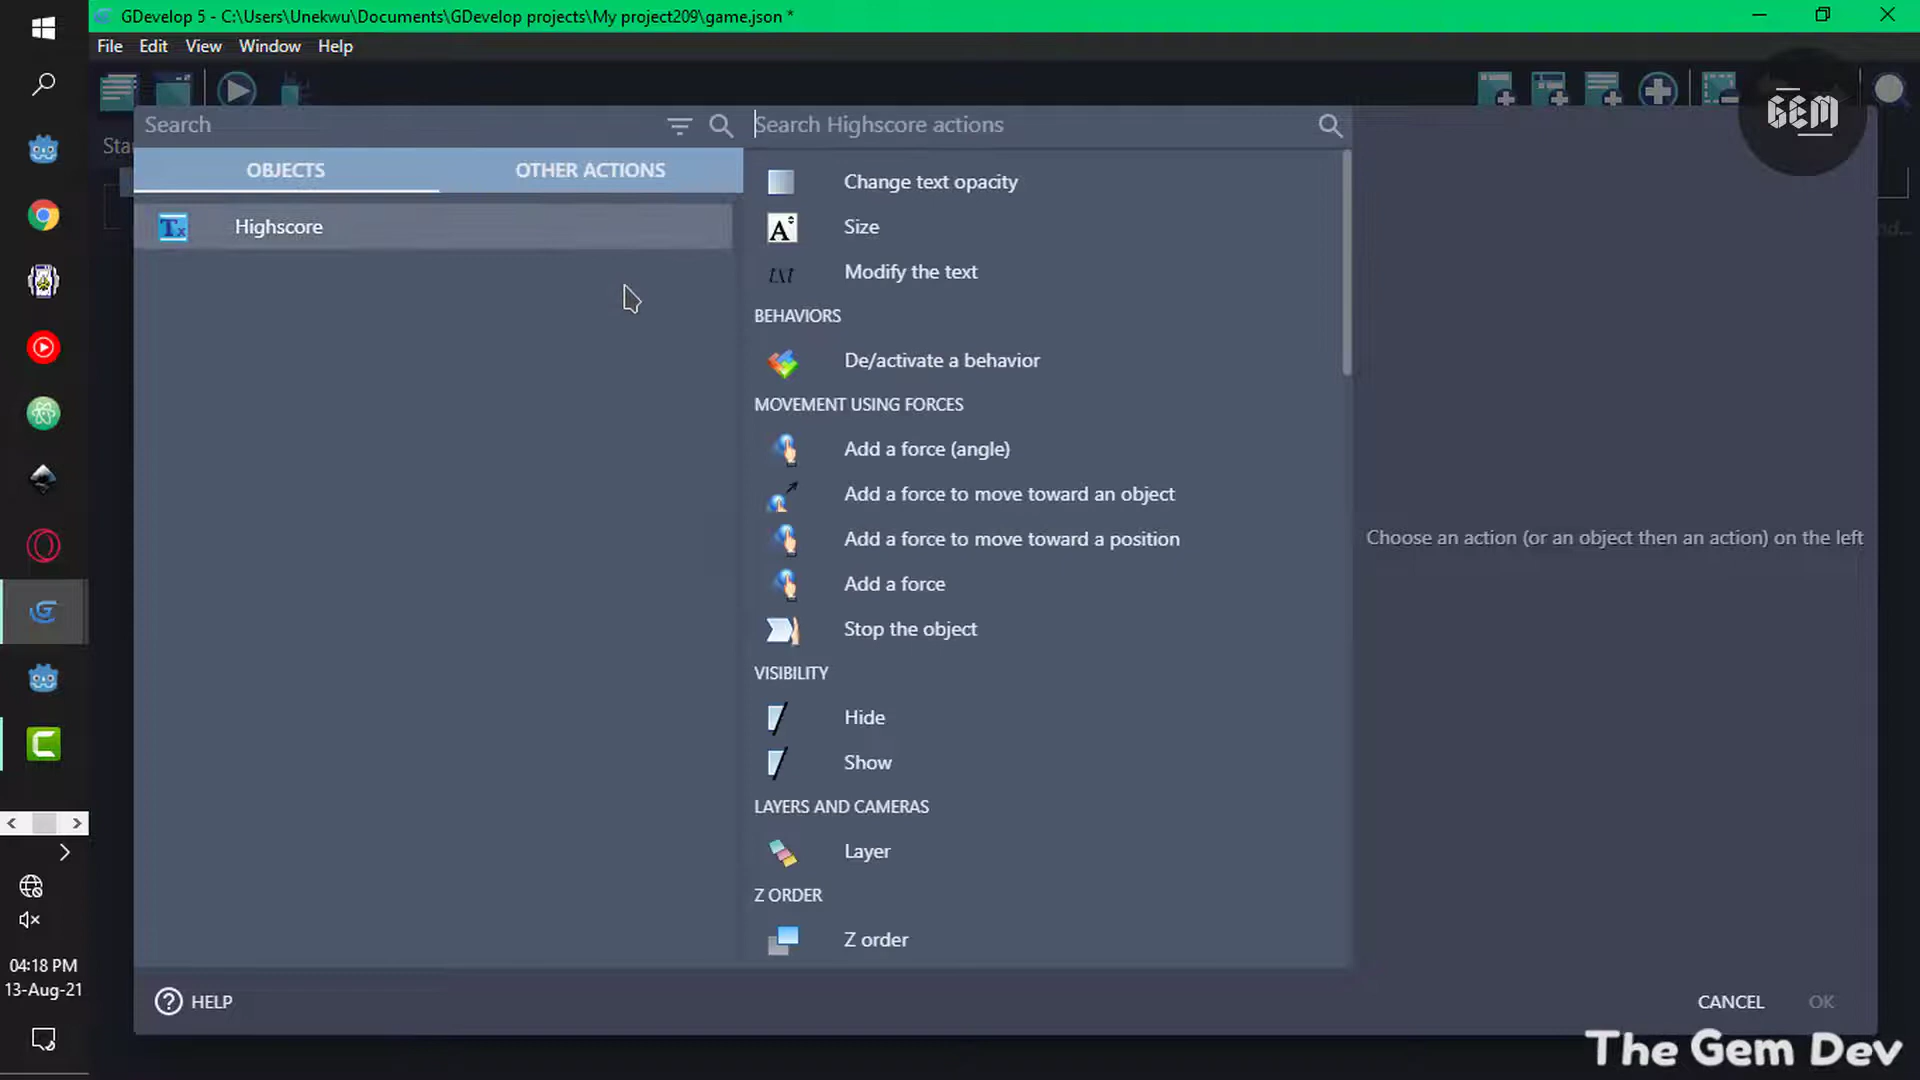 GDevelop 5 - C:\Users\Unekwu\Documents\GDevelop projects\My project209\game.json *
File Edit View Window Help
GEM
Search
Search Highscore actions
Sta
OBJECTS
OTHER ACTIONS
Highscore
Change text opacity
Size
Modify the text
BEHAVIORS
De/activate a behavior
MOVEMENT USING FORCES
Add a force (angle)
Add a force to move toward an object
Add a force to move toward a position
Add a force
Stop the object
VISIBILITY
Hide
Show
LAYERS AND CAMERAS
Layer
Z ORDER
Z order
Choose an action (or an object then an action) on the left
04:18 PM
13-Aug-21
HELP
CANCEL
OK
The Gem Dev